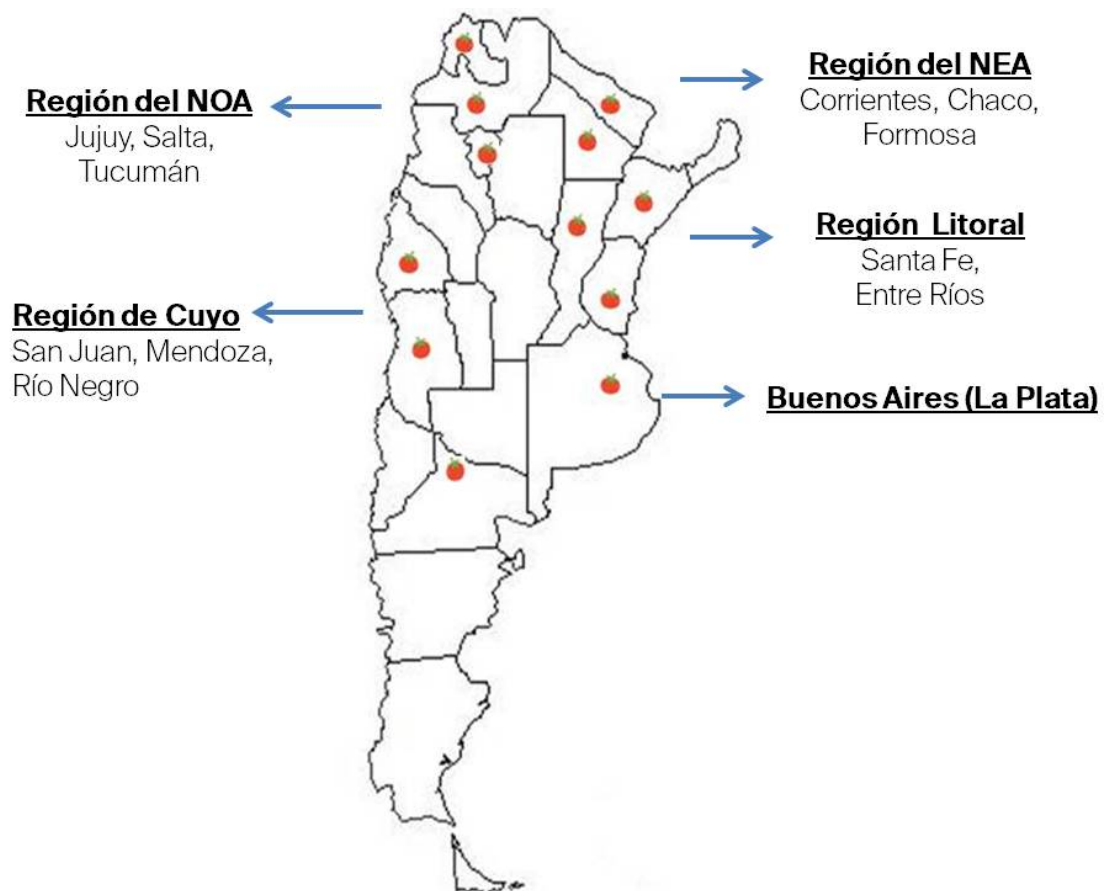 Región del NOA
Jujuy, Salta,
Tucumán
Región del NEA
Corrientes, Chaco,
Formosa
Región Litoral
Santa Fe,
Entre Ríos
Región de Cuyo
San Juan, Mendoza,
Río Negro
Buenos Aires (La Plata)